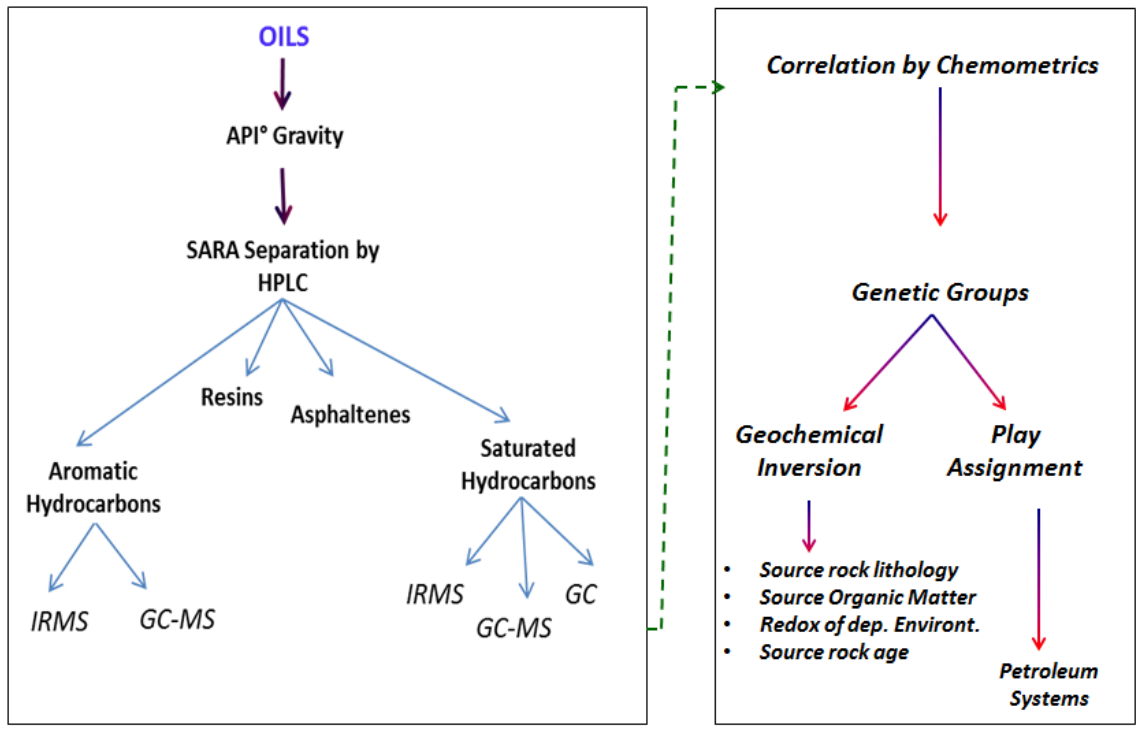 OILS
API° Gravity
SARA Separation by
HPLC
Resins
Asphaltenes
Aromatic
Hydrocarbons
Saturated
Hydrocarbons
IRMS
GC-MS
IRMS
GC-MS
GC
Correlation by Chemometrics
Genetic Groups
Geochemical
Inversion
Play
Assignment
• Source rock lithology
• Source Organic Matter
• Redox of dep. Environt.
• Source rock age
Petroleum
Systems